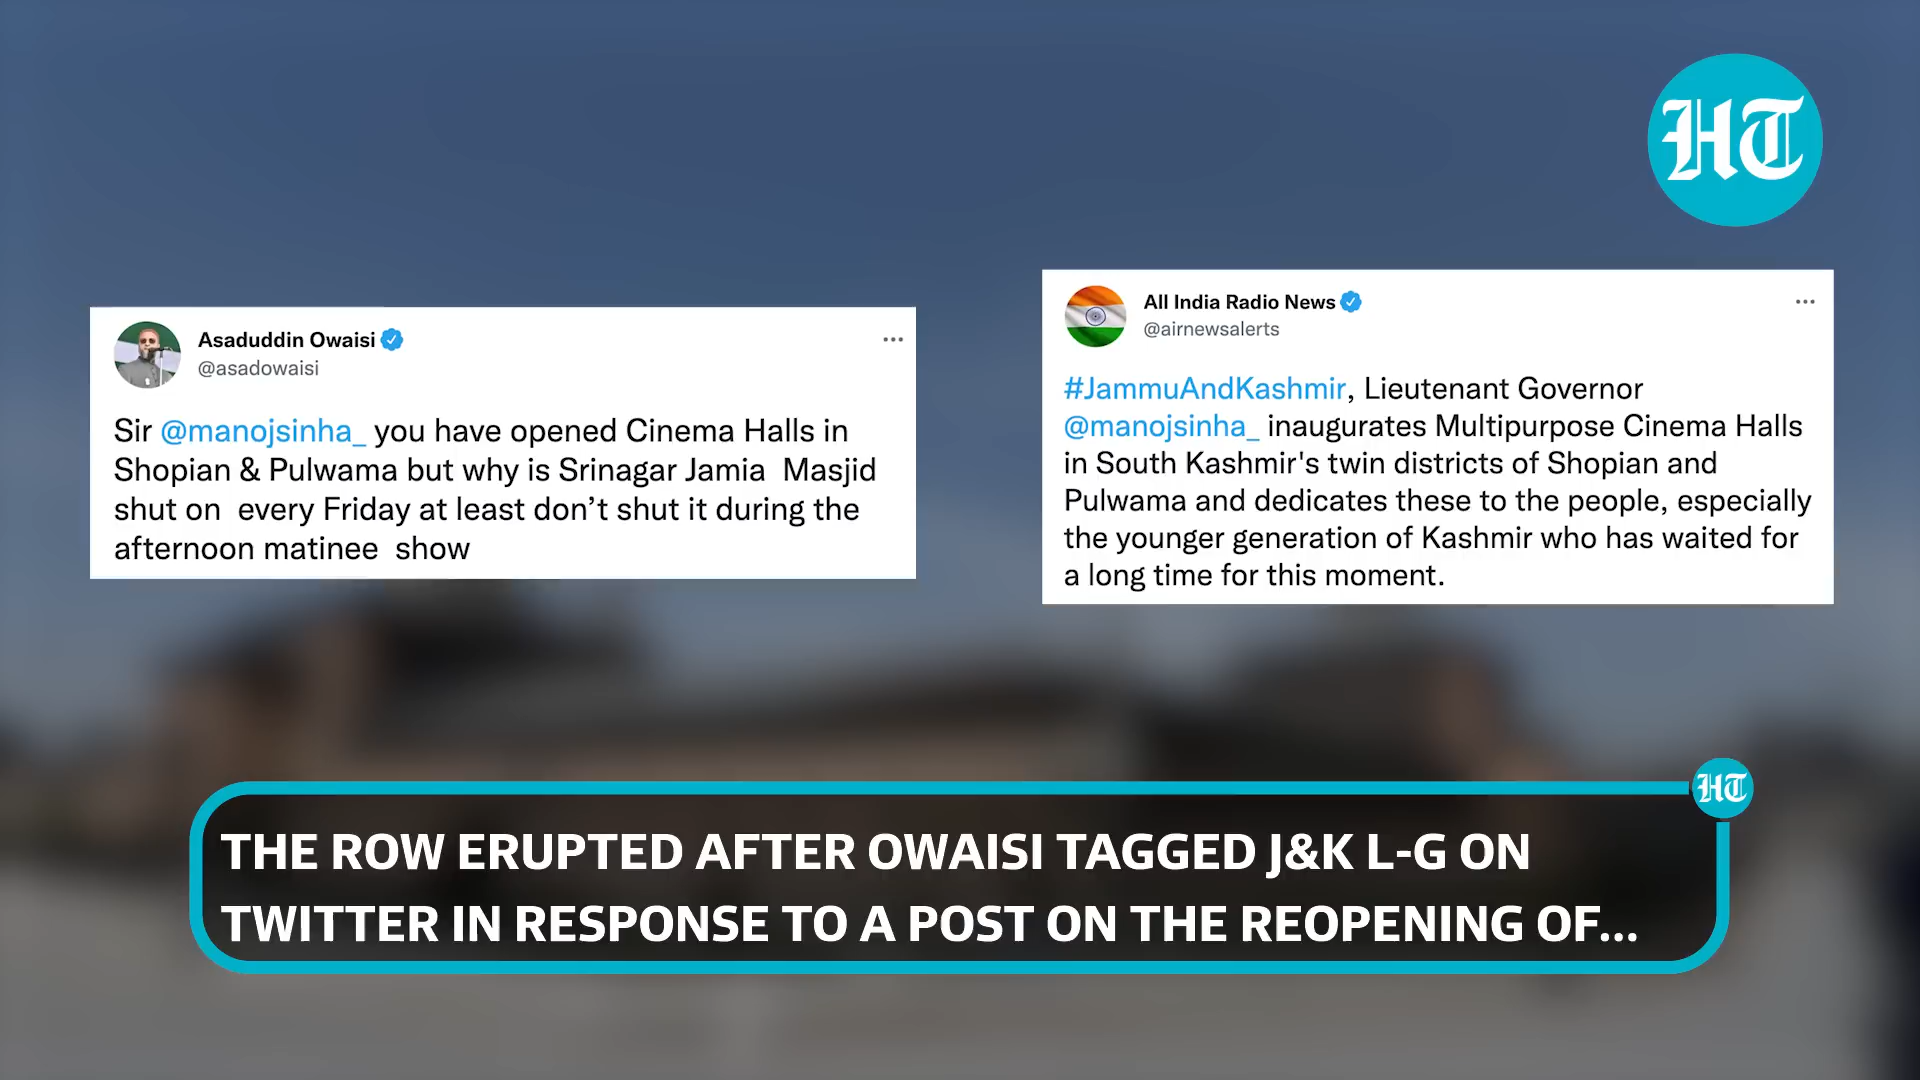 HT
Asaduddin Owaisi
@asadowaisi
Sir @manojsinha_ you have opened Cinema Halls in
Shopian & Pulwama but why is Srinagar Jamia  Masjid
shut on  every Friday at least don’t shut it during the
afternoon matinee  show
All India Radio News
@airnewsalerts
#JammuAndKashmir, Lieutenant Governor
@manojsinha_ inaugurates Multipurpose Cinema Halls
in South Kashmir's twin districts of Shopian and
Pulwama and dedicates these to the people, especially
the younger generation of Kashmir who has waited for
a long time for this moment.
HT
THE ROW ERUPTED AFTER OWAISI TAGGED J&K L-G ON
TWITTER IN RESPONSE TO A POST ON THE REOPENING OF...